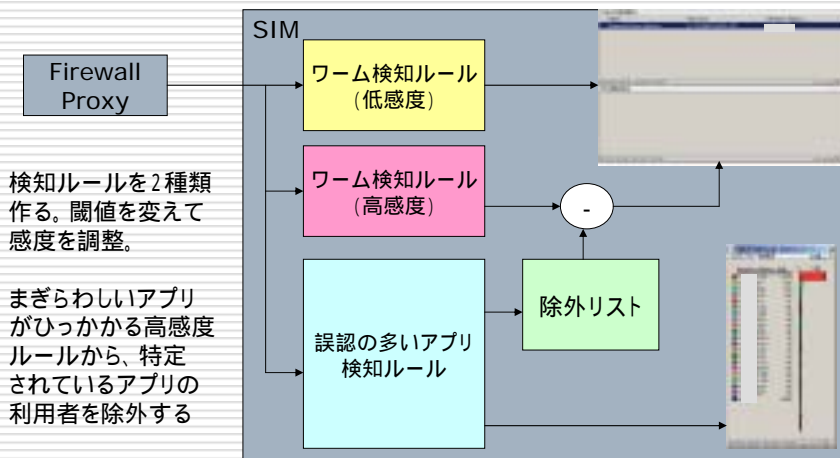 SIM
Firewall
Proxy
ワーム検知ルール
(低感度)
検知ルールを2種類
作る。閾値を変えて
感度を調整。
ワーム検知ルール
(高感度)
-
まぎらわしいアプリ
がひっかかる高感度
ルールから、特定
されているアプリの
利用者を除外する
誤認の多いアプリ
検知ルール
除外リスト